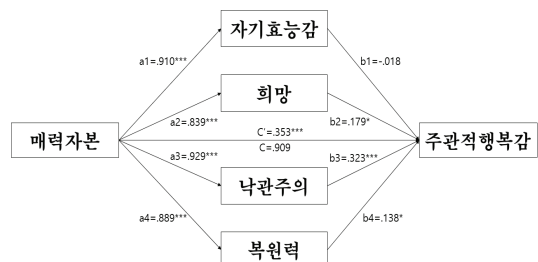 자기효능감
a1=.910***
b1=-.018
희망
a2=.839***
b2=.179*
매력자본
C'=.353***
C=.909
주관적행복감
a3=.929***
b3=.323***
낙관주의
a4=.889***
b4=.138*
복원력